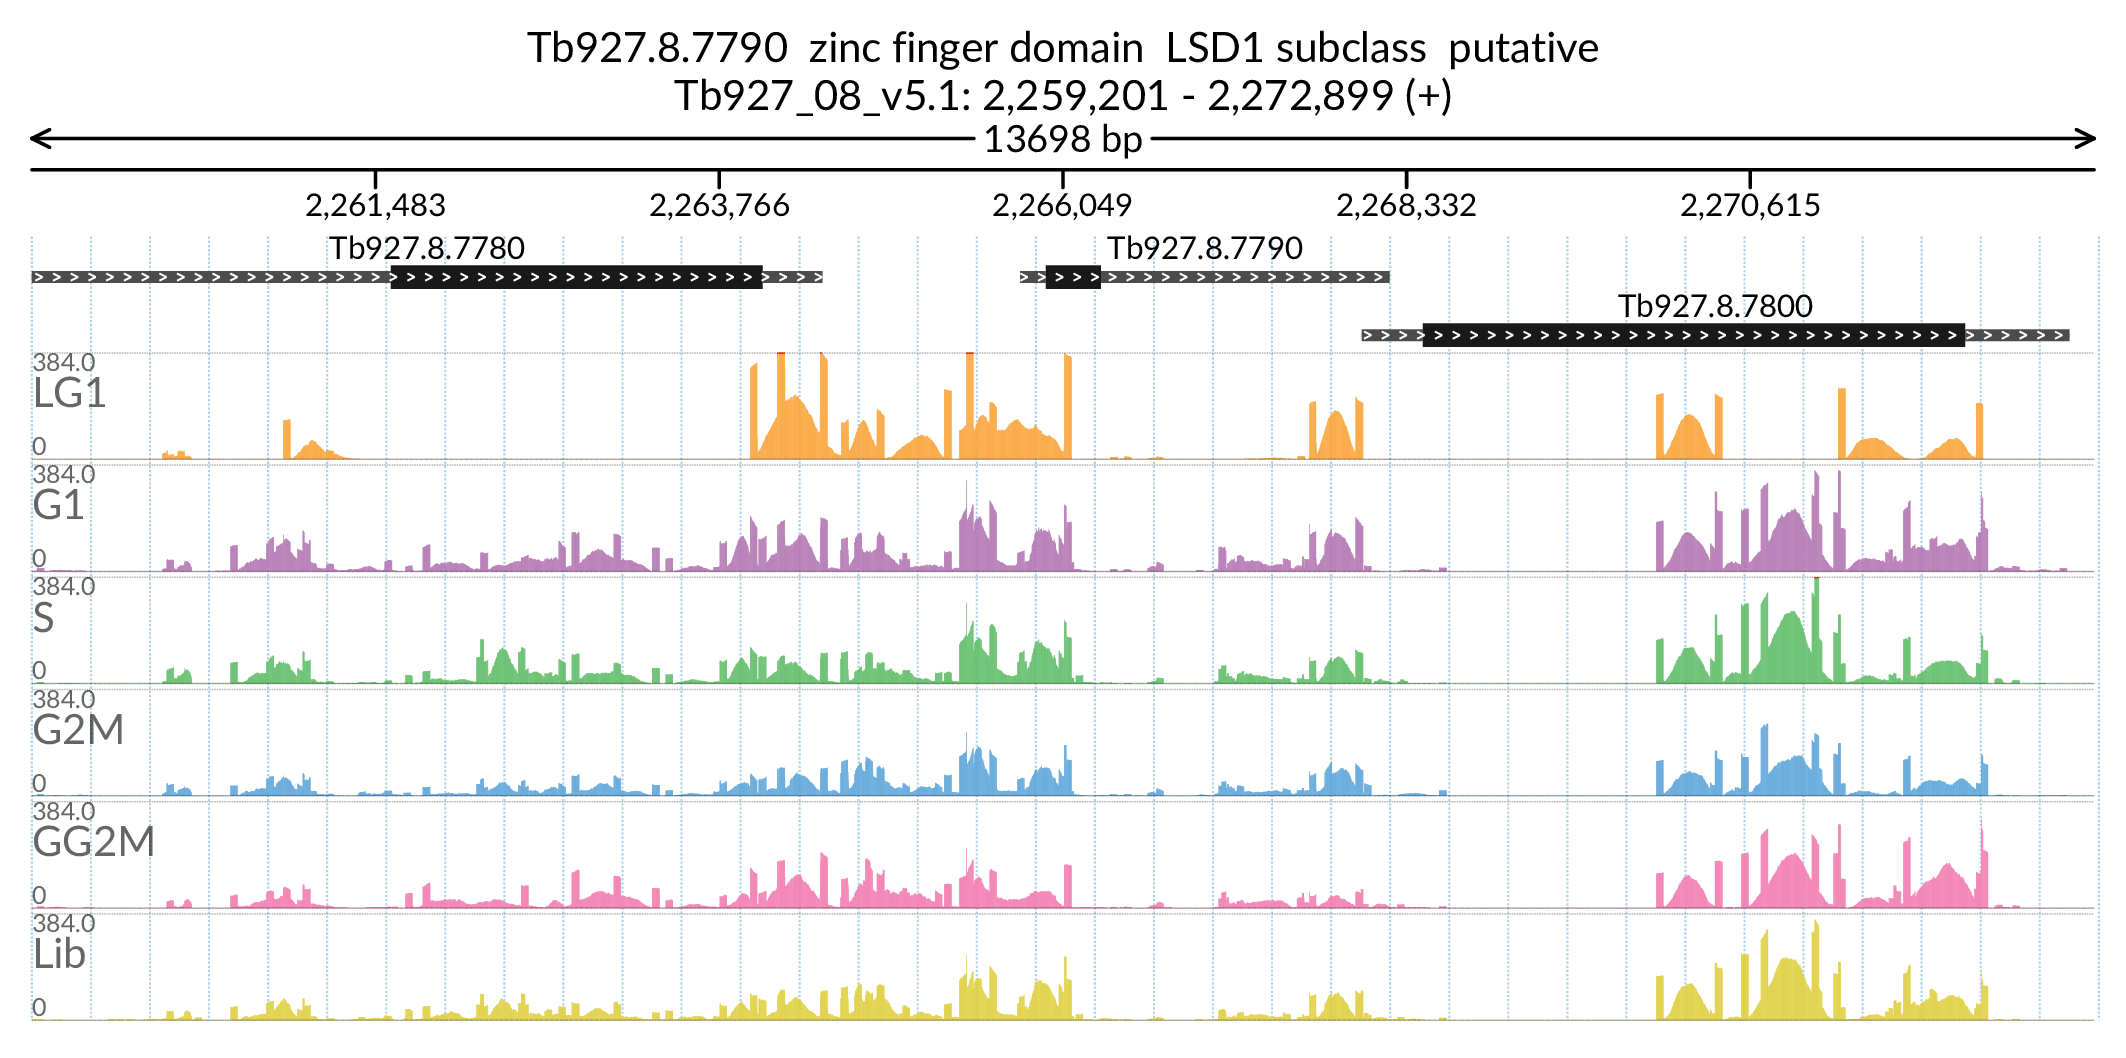 Tb927.8.7790  zinc finger domain  LSD1 subclass  putative
Tb927_08_v5.1: 2,259,201 - 2,272,899 (+)
13698 bp
2,261,483 2,263,766 2,266,049 2,268,332 2,270,615
Tb927.8.7780 Tb927.8.7790
Tb927.8.7800
384.0
LG1
0
384.0
G1
0
384.0
S
0
384.0
G2M
0
384.0
GG2M
0
384.0
Lib
0